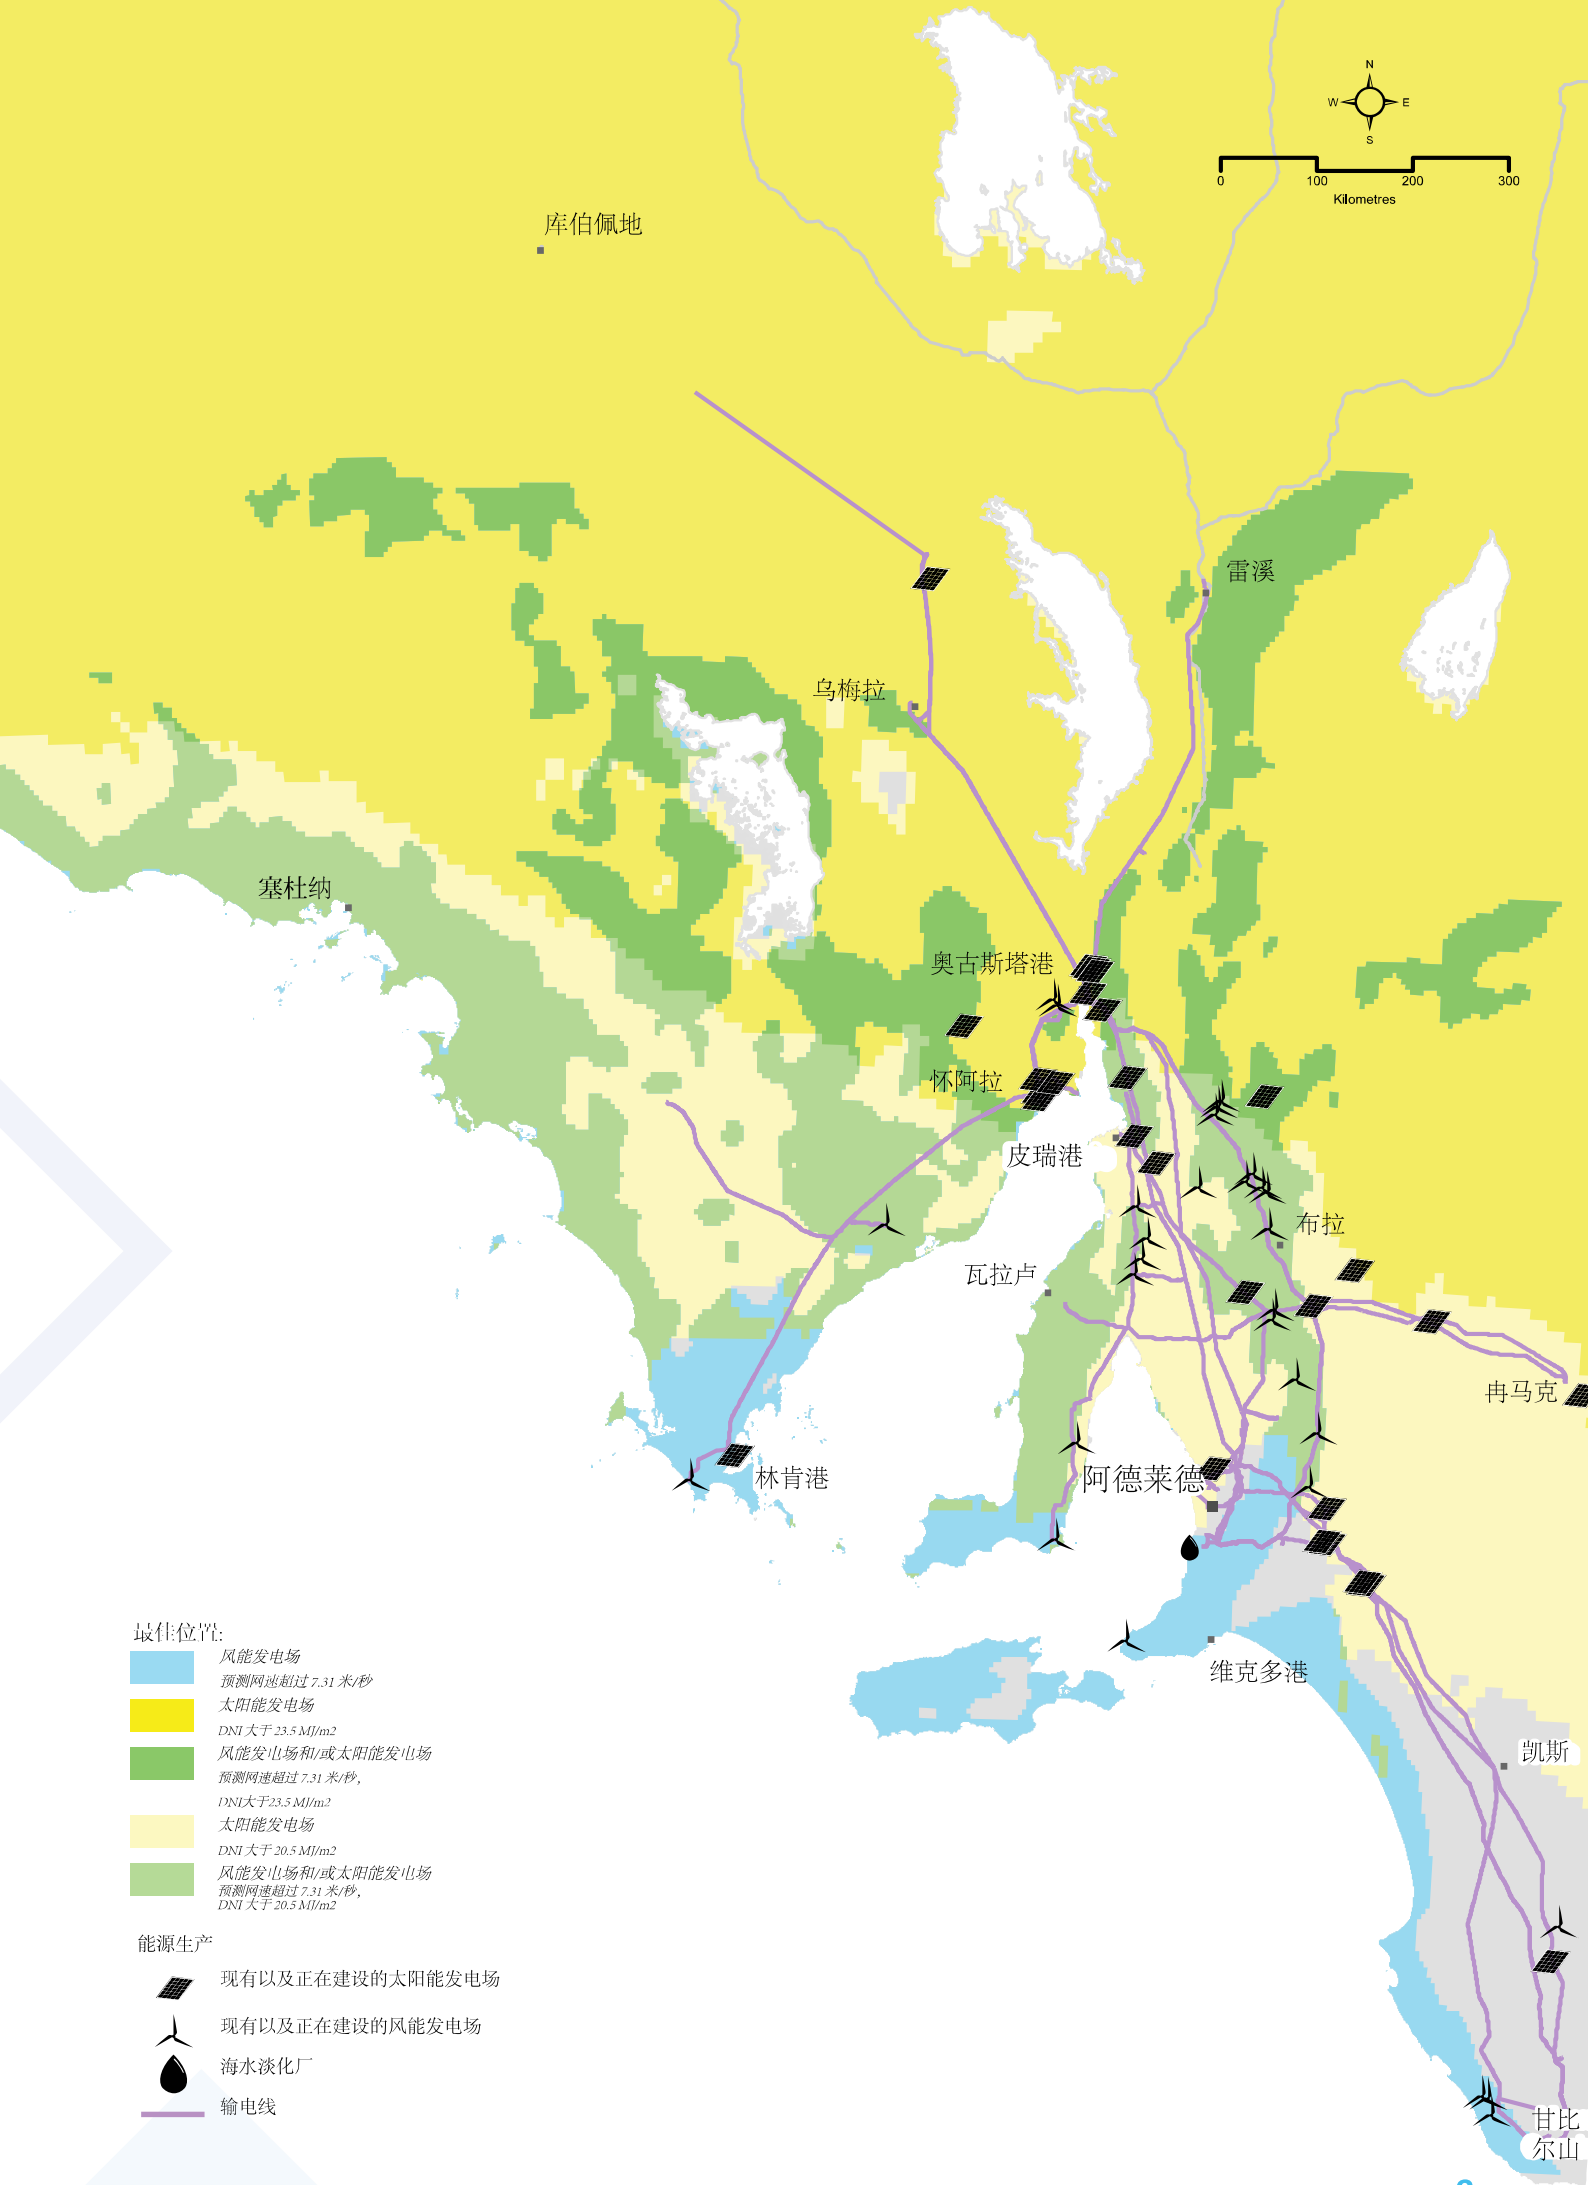 N
W
E
S
0
100
200
300
Kilometres
库伯佩地
雷溪
乌梅拉
塞杜纳
奥古斯塔港
怀阿拉
皮瑞港
布拉
瓦拉卢
冉马克
林肯港
阿德莱德
维克多港
凯斯
甘比
尔山
最佳位置:
风能发电场
预测网速超过 7.31 米/秒
太阳能发电场
DNI 大于 23.5 MJ/m2
风能发电场和/或太阳能发电场
预测网速超过 7.31 米/秒，
DNI大于23.5 MJ/m2
太阳能发电场
DNI 大于 20.5 MJ/m2
风能发电场和/或太阳能发电场
预测网速超过 7.31 米/秒，
DNI 大于 20.5 MJ/m2
能源生产
现有以及正在建设的太阳能发电场
现有以及正在建设的风能发电场
海水淡化厂
输电线